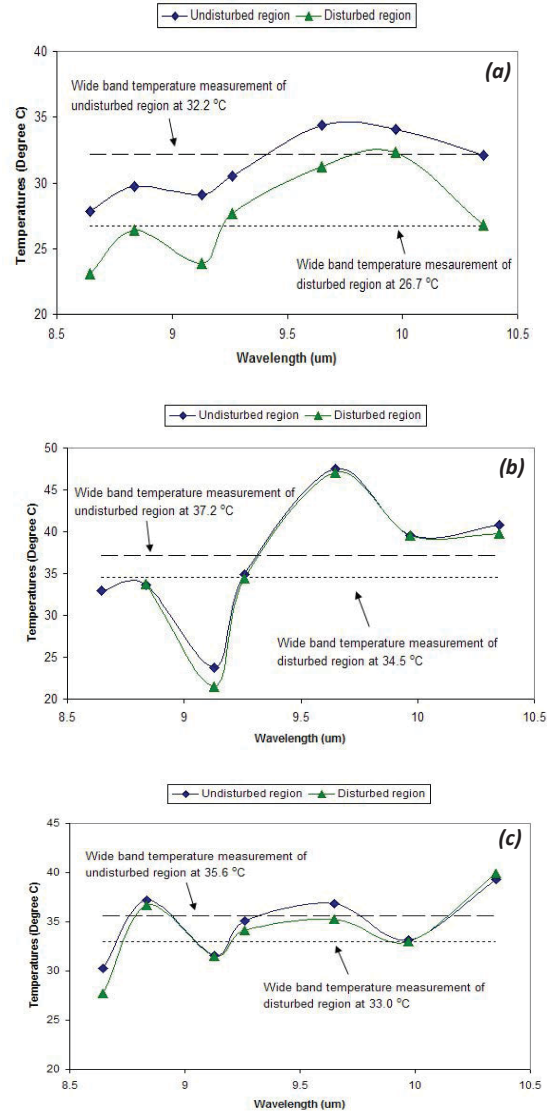 Undisturbed region Disturbed region
(a)
40
35
30
25
20
Temperatures (Degree C)
Wide band temperature measurement of
undisturbed region at 32.2 °C
Wide band temperature mesaurement of
disturbed region at 26.7 °C
8.5 9 9.5 10 10.5
Wavelength (um)
Undisturbed region Disturbed region
(b)
50
45
40
35
30
25
20
Temperatures (Degree C)
Wide band temperature measurement of
undisturbed region at 37.2 °C
Wide band temperature measurement of
disturbed region at 34.5 °C
8.5 9 9.5 10 10.5
Wavelength (um)
Undisturbed region Disturbed region
(c)
45
40
35
30
25
20
Temperatures (Degree C)
Wide band temperature measurement of
undisturbed region at 35.6 °C
Wide band temperature measurement of
disturbed region at 33.0 °C
8.5 9 9.5 10 10.5
Wavelength (um)